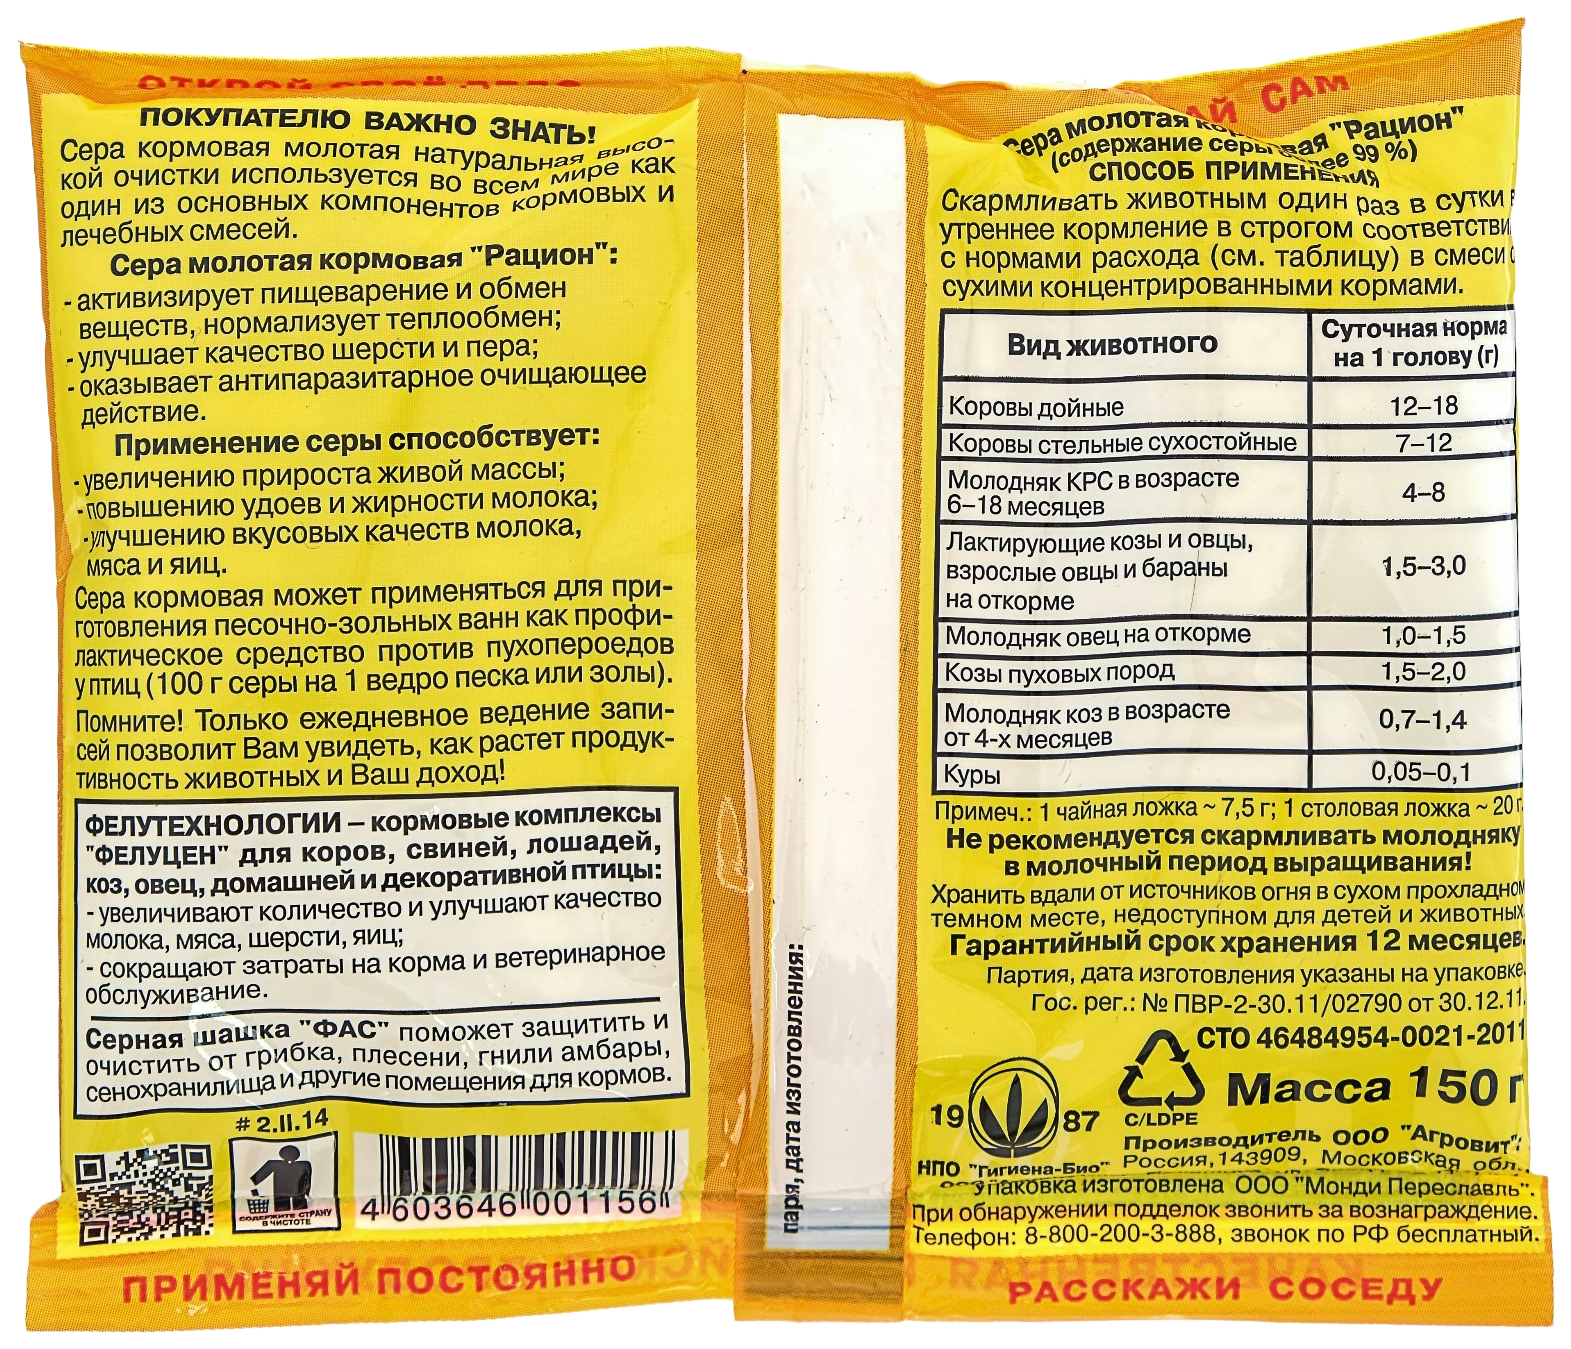 ПОКУПАТЕЛЮ ВАЖНО ЗНАТЬ!
Сера кормовая молотая натуральная высо-
кой очистки используется во всем мире как
один из основных компонентов кормовых и
лечебных смесей.
Сера молотая кормовая "Рацион":
- активизирует пищеварение и обмен
веществ, нормализует теплообмен;
- улучшает качество шерсти и пера;
- оказывает антипаразитарное очищающее
действие.
Применение серы способствует:
- увеличению прироста живой массы;
- повышению удоев и жирности молока;
- улучшению вкусовых качеств молока,
мяса и яиц.
Сера кормовая может применяться для при-
готовления песочно-зольных ванн как профи-
лактическое средство против пухопероедов
у птиц (100 г серы на 1 ведро песка или золы).
Помните! Только ежедневное ведение запи-
сей позволит Вам увидеть, как растет продук-
тивность животных и Ваш доход!
ФЕЛУТЕХНОЛОГИИ – кормовые комплексы
"ФЕЛУЦЕН" для коров, свиней, лошадей,
коз, овец, домашней и декоративной птицы:
- увеличивают количество и улучшают качество
молока, мяса, шерсти, яиц;
- сокращают затраты на корма и ветеринарное
обслуживание.
Серная шашка "ФАС" поможет защитить и
очистить от грибка, плесени, гнили амбары,
сенохранилища и другие помещения для кормов.
# 2.II.14
СОДЕРЖИТЕ СТРАНУ
В ЧИСТОТЕ
4 603646 001156
ПРИМЕНЯЙ ПОСТОЯННО
дата изготовления:
САМ
Сера молотая "Рацион"
(содержание 99 %)
СПОСОБ ПРИМЕНЕНИЯ
Скармливать животным один раз в сутки
утреннее кормление в строгом соответствии
с нормами расхода (см. таблицу) в смеси с
сухими концентрированными кормами.
Вид животного Суточная норма
на 1 голову (г)
Коровы дойные 12–18
Коровы стельные сухостойные 7–12
Молодняк КРС в возрасте
6–18 месяцев 4–8
Лактирующие козы и овцы,
взрослые овцы и бараны
на откорме 1,5–3,0
Молодняк овец на откорме 1,0–1,5
Козы пуховых пород 1,5–2,0
Молодняк коз в возрасте
от 4-х месяцев 0,7–1,4
Куры 0,05–0,1
Примеч.: 1 чайная ложка ~ 7,5 г; 1 столовая ложка ~ 20 г.
Не рекомендуется скармливать молодняку
в молочный период выращивания!
Хранить вдали от источников огня в сухом прохладном
темном месте, недоступном для детей и животных.
Гарантийный срок хранения 12 месяцев.
Партия, дата изготовления указаны на упаковке.
Гос. рег.: № ПВР-2-30.11/02790 от 30.12.11.
СТО 46484954-0021-2011
Масса 150 г
C/LDPE
19 87
НПО "Гигиена-Био"
Производитель ООО "Агровит":
Россия, 143909, Московская обл.,
Упаковка изготовлена ООО "Монди Переславль".
При обнаружении подделок звонить за вознаграждение.
Телефон: 8-800-200-3-888, звонок по РФ бесплатный.
РАССКАЖИ СОСЕДУ